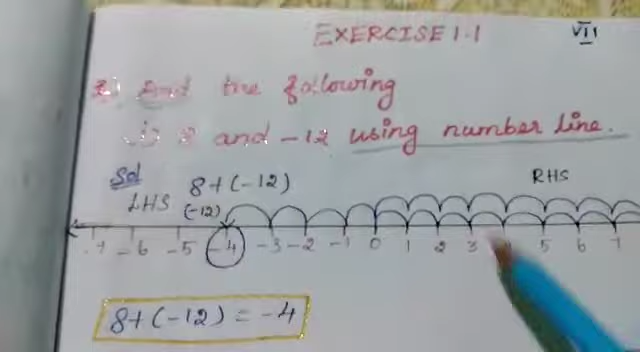 EXERCISE 1.1
VII
the following
i) 8 and -12 using number line.
Sol
8+(-12)
LHS
(-12)
RHS
-7 -6 -5 -4 -3 -2 -1 0 1 2 3 5 6 7
8+(-12) = -4